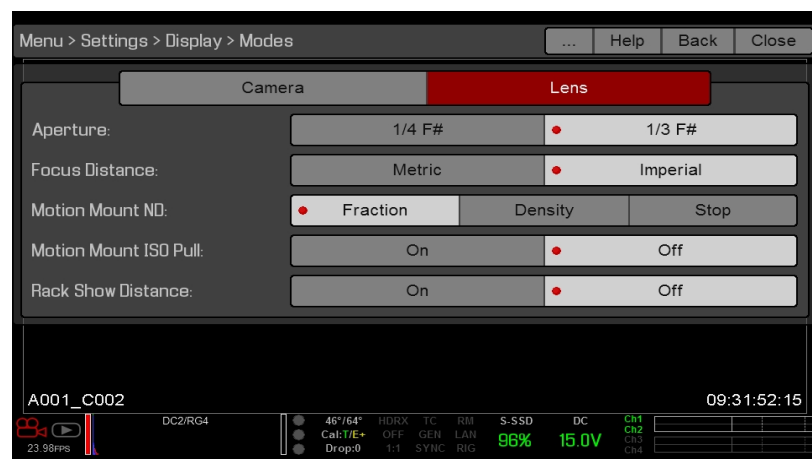 Menu > Settings > Display > Modes ... Help Back Close
Camera Lens
Aperture: 1/4 F# 1/3 F#
Focus Distance: Metric Imperial
Motion Mount ND: Fraction Density Stop
Motion Mount ISO Pull: On Off
Rack Show Distance: On Off
A001_C002 09:31:52:15
DC2/RG4 46°/64° HDRX TC RM S-SSD DC Ch1
Cal:T/E+ OFF GEN LAN 96% 15.0V Ch2
23.98FPS Drop:0 1:1 SYNC RIG Ch3
Ch4